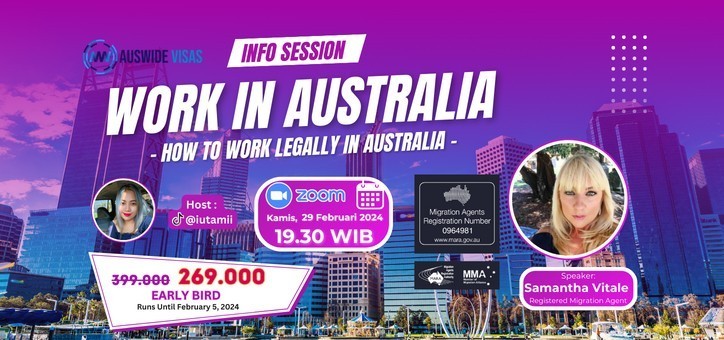 AUSWIDE VISAS
INFO SESSION
WORK IN AUSTRALIA
- HOW TO WORK LEGALLY IN AUSTRALIA -
Host :
@iutamii
zoom
Kamis, 29 Februari 2024
19.30 WIB
Migration Agents
Registration Number
0964981
www.mara.gov.au
MMA
Speaker:
Samantha Vitale
Registered Migration Agent
399.000 269.000
EARLY BIRD
Runs Until February 5, 2024